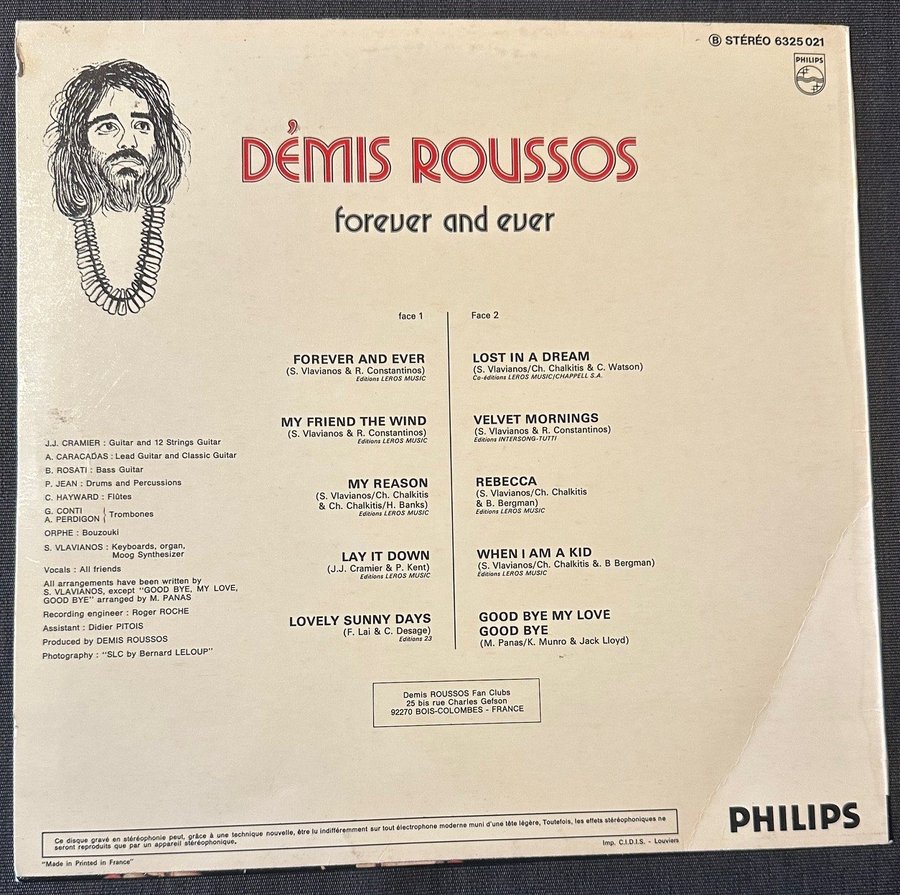 Ⓑ STÉRÉO 6325 021
PHILIPS
DÉMIS ROUSSOS
forever and ever
face 1
FOREVER AND EVER
(S. Vlavianos & R. Constantinos)
Editions LEROS MUSIC
MY FRIEND THE WIND
(S. Vlavianos & R. Constantinos)
Editions LEROS MUSIC
MY REASON
(S. Vlavianos/Ch. Chalkitis
& Ch. Chalkitis/H. Banks)
Editions LEROS MUSIC
LAY IT DOWN
(J.J. Cramier & P. Kent)
Editions LEROS MUSIC
LOVELY SUNNY DAYS
(F. Lai & C. Desage)
Editions 23
Face 2
LOST IN A DREAM
(S. Vlavianos/Ch. Chalkitis & C. Watson)
Co-éditions LEROS MUSIC/CHAPPELL S.A.
VELVET MORNINGS
(S. Vlavianos & R. Constantinos)
Editions INTERSONG-TUTTI
REBECCA
(S. Vlavianos/Ch. Chalkitis
& B. Bergman)
Editions LEROS MUSIC
WHEN I AM A KID
(S. Vlavianos/Ch. Chalkitis &. B Bergman)
Editions LEROS MUSIC
GOOD BYE MY LOVE
GOOD BYE
(M. Panas/K. Munro & Jack Lloyd)
J.J. CRAMIER : Guitar and 12 Strings Guitar
A. CARACADAS : Lead Guitar and Classic Guitar
B. ROSATI : Bass Guitar
P. JEAN : Drums and Percussions
C. HAYWARD : Flûtes
G. CONTI
A. PERDIGON
Trombones
ORPHE : Bouzouki
S. VLAVIANOS : Keyboards, organ,
Moog Synthesizer
Vocals : All friends
All arrangements have been written by
S. VLAVIANOS, except "GOOD BYE, MY LOVE,
GOOD BYE" arranged by M. PANAS
Recording engineer : Roger ROCHE
Assistant : Didier PITOIS
Produced by DEMIS ROUSSOS
Photography : "SLC by Bernard LELOUP"
Demis ROUSSOS Fan Clubs
25 bis rue Charles Gefson
92270 BOIS-COLOMBES - FRANCE
PHILIPS
Ce disque gravé en stéréophonie peut, grâce à une technique nouvelle, être lu indifféremment sur tout électrophone moderne muni d'une tête légère, Toutefois, les effets stéréophoniques ne
seront reproduits que par un appareil stéréophonique.
"Made in Printed in France"
Imp. C.I.D.I.S. - Louviers